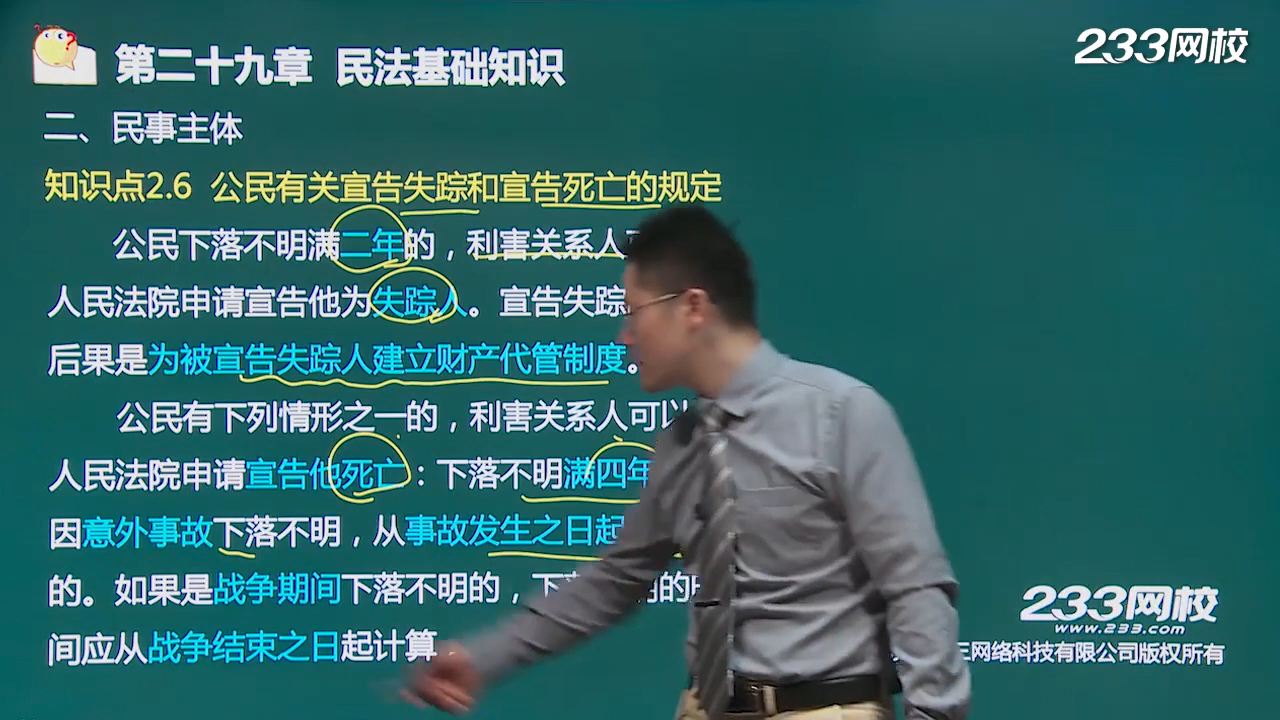 233网校
第二十九章 民法基础知识
二、民事主体
知识点2.6 公民有关宣告失踪和宣告死亡的规定
公民下落不明满二年的，利害关系人
人民法院申请宣告他为失踪人。宣告失踪
后果是为被宣告失踪人建立财产代管制度。
公民有下列情形之一的，利害关系人可以
人民法院申请宣告他死亡：下落不明满四年
因意外事故下落不明，从事故发生之日起
的。如果是战争期间下落不明的，下
间应从战争结束之日起计算
233网校
www.233.com
三网络科技有限公司版权所有